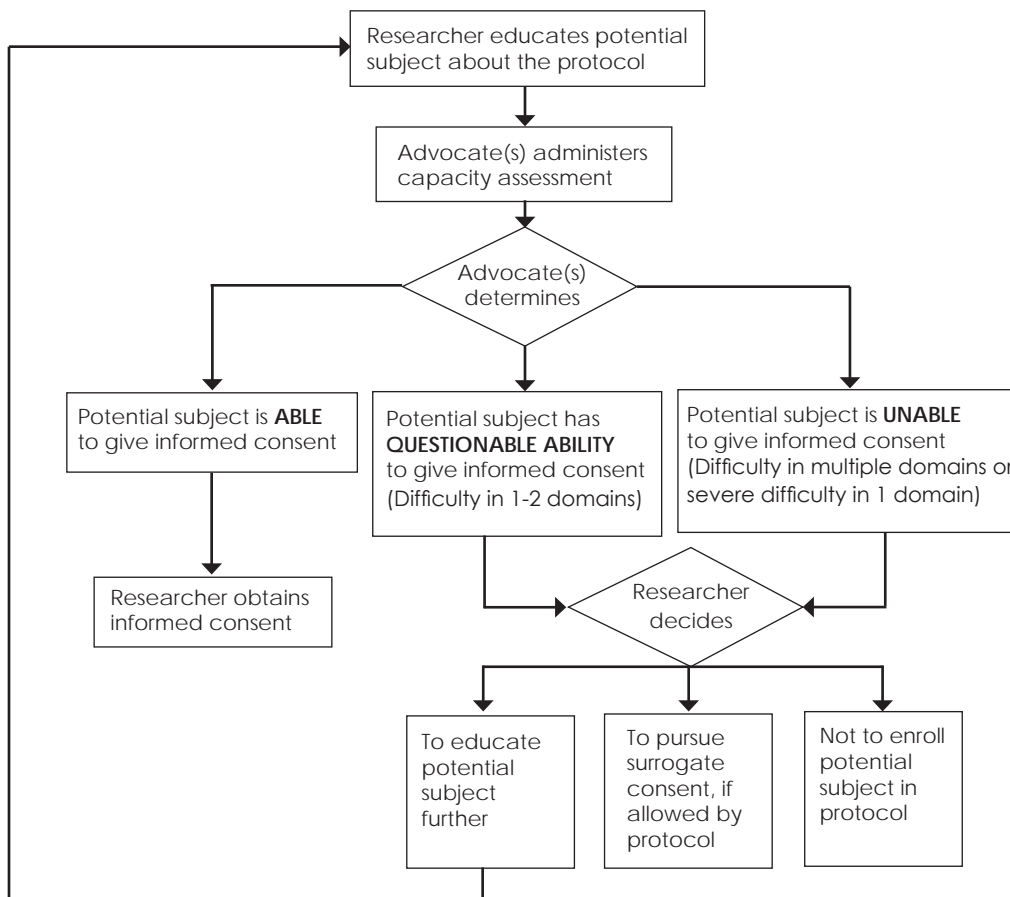 Researcher educates potential
subject about the protocol
Advocate(s) administers
capacity assessment
Advocate(s)
determines
Potential subject is ABLE
to give informed consent
Potential subject has
QUESTIONABLE ABILITY
to give informed consent
(Difficulty in 1-2 domains)
Potential subject is UNABLE
to give informed consent
(Difficulty in multiple domains or
severe difficulty in 1 domain)
Researcher obtains
informed consent
Researcher
decides
To educate
potential
subject
further
To pursue
surrogate
consent, if
allowed by
protocol
Not to enroll
potential
subject in
protocol